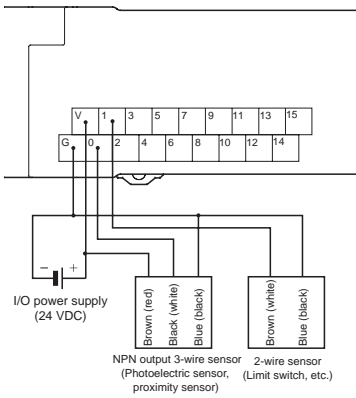 V 1 3 5 7 9 11 13 15
G 0 2 4 6 8 10 12 14
− +
I/O power supply
(24 VDC)
Brown (red)
Black (white)
Blue (black)
Brown (white)
Blue (black)
NPN output 3-wire sensor
(Photoelectric sensor,
proximity sensor)
2-wire sensor
(Limit switch, etc.)